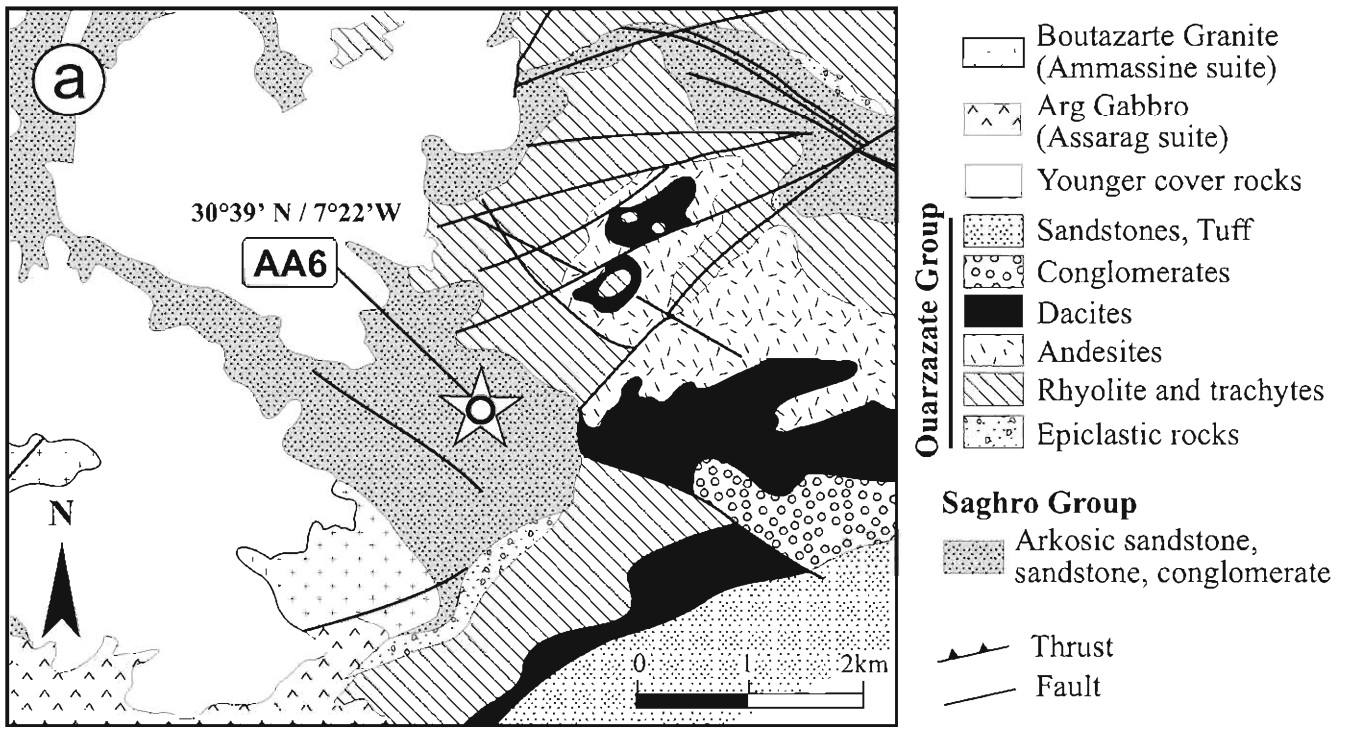 a
30°39' N / 7°22'W
AA6
N
0 1 2km
Boutazarte Granite
(Ammassine suite)
Arg Gabbro
(Assarag suite)
Younger cover rocks
Ouarzazate Group
Sandstones, Tuff
Conglomerates
Dacites
Andesites
Rhyolite and trachytes
Epiclastic rocks
Saghro Group
Arkosic sandstone,
sandstone, conglomerate
Thrust
Fault